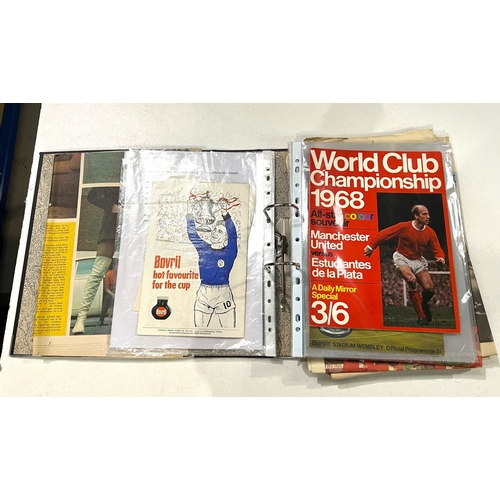 Bovril
hot favourite
for the cup
10
World Club
Championship
1968
All-star colour
souvenir
Manchester
United
versus
Estudiantes
de la Plata
A Daily Mirror
Special
3/6
EMPIRE STADIUM WEMBLEY Official Programme